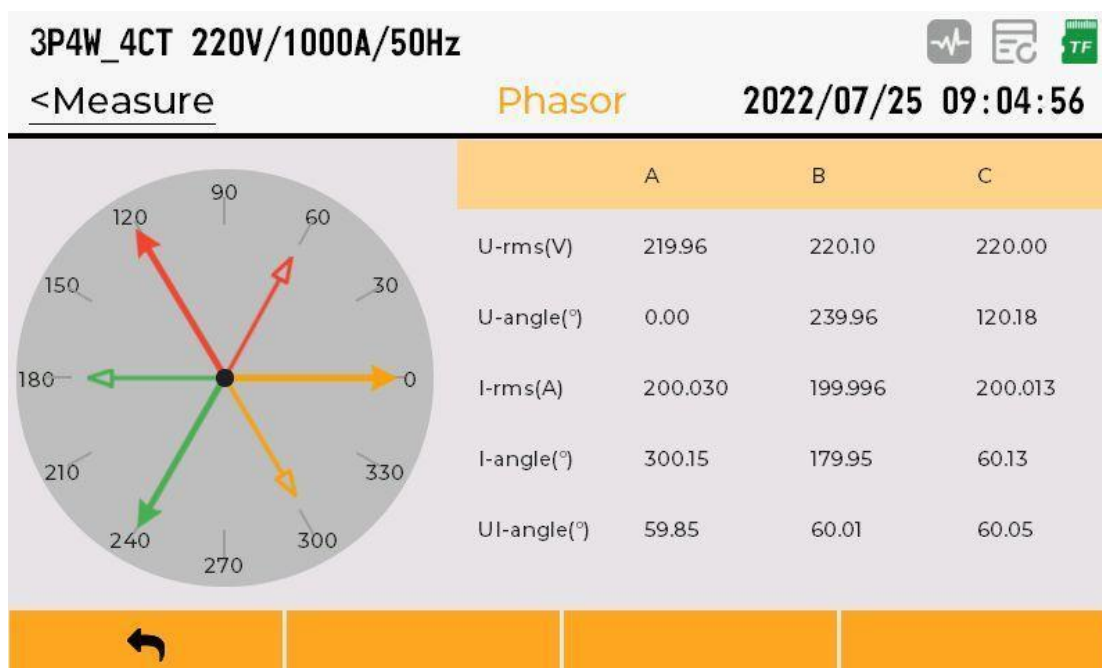 3P4W_4CT 220V/1000A/50Hz
TF
<Measure
Phasor
2022/07/25 09:04:56
90
120
60
150
30
180
0
210
330
240
300
270
A B C
U-rms(V) 219.96 220.10 220.00
U-angle(°) 0.00 239.96 120.18
I-rms(A) 200.030 199.996 200.013
I-angle(°) 300.15 179.95 60.13
UI-angle(°) 59.85 60.01 60.05